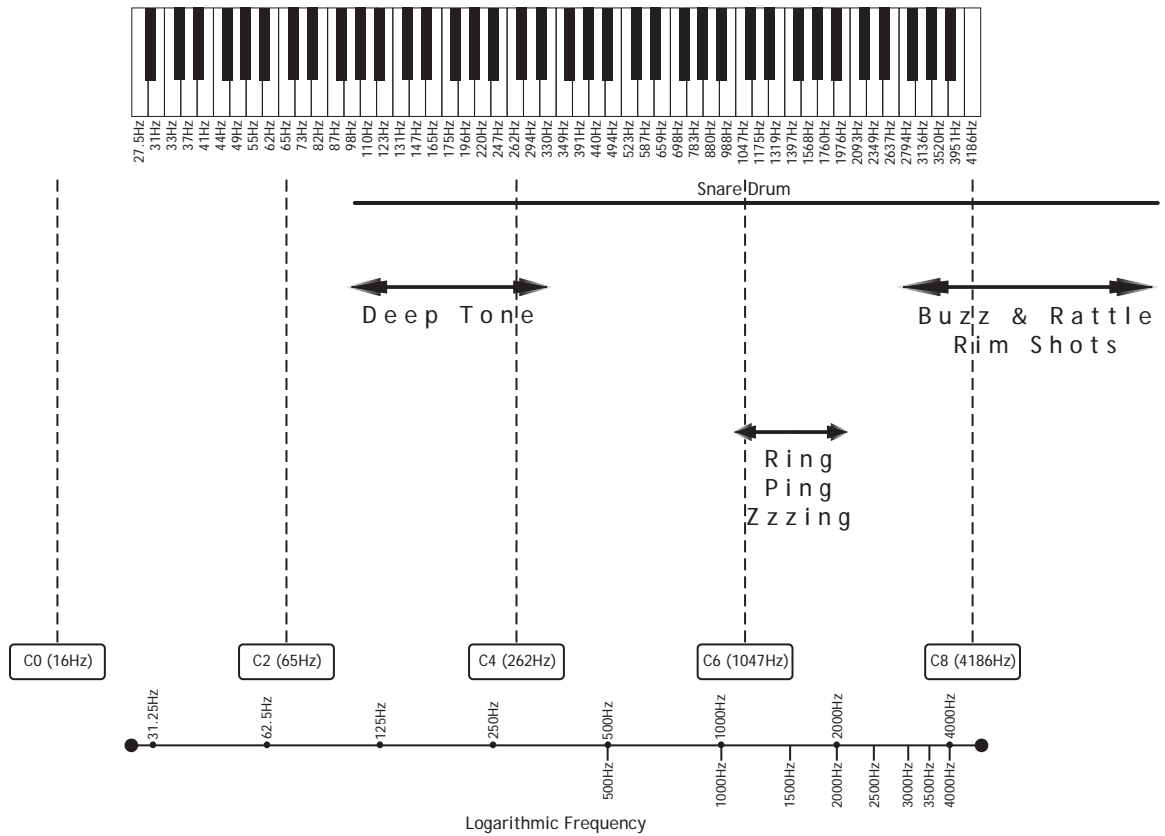 27.5Hz
31Hz
33Hz
37Hz
41Hz
44Hz
49Hz
55Hz
62Hz
65Hz
73Hz
82Hz
87Hz
98Hz
110Hz
123Hz
131Hz
147Hz
165Hz
175Hz
196Hz
2220Hz
247Hz
262Hz
294Hz
330Hz
349Hz
391Hz
440Hz
494Hz
523Hz
587Hz
659Hz
698Hz
783Hz
880Hz
988Hz
1047Hz
1175Hz
1319Hz
1397Hz
1568Hz
1760Hz
1976Hz
2093Hz
2349Hz
2637Hz
2794Hz
3136Hz
3520Hz
3951Hz
4186Hz
Snare Drum
Deep Tone
Buzz & Rattle
Rim Shots
Ring
Ping
Zzzing
C0 (16Hz)
C2 (65Hz)
C4 (262Hz)
C6 (1047Hz)
C8 (4186Hz)
31.25Hz
62.5Hz
125Hz
250Hz
500Hz
1000Hz
2000Hz
4000Hz
500Hz
1000Hz
1500Hz
2000Hz
2500Hz
3000Hz
3500Hz
4000Hz
Logarithmic Frequency